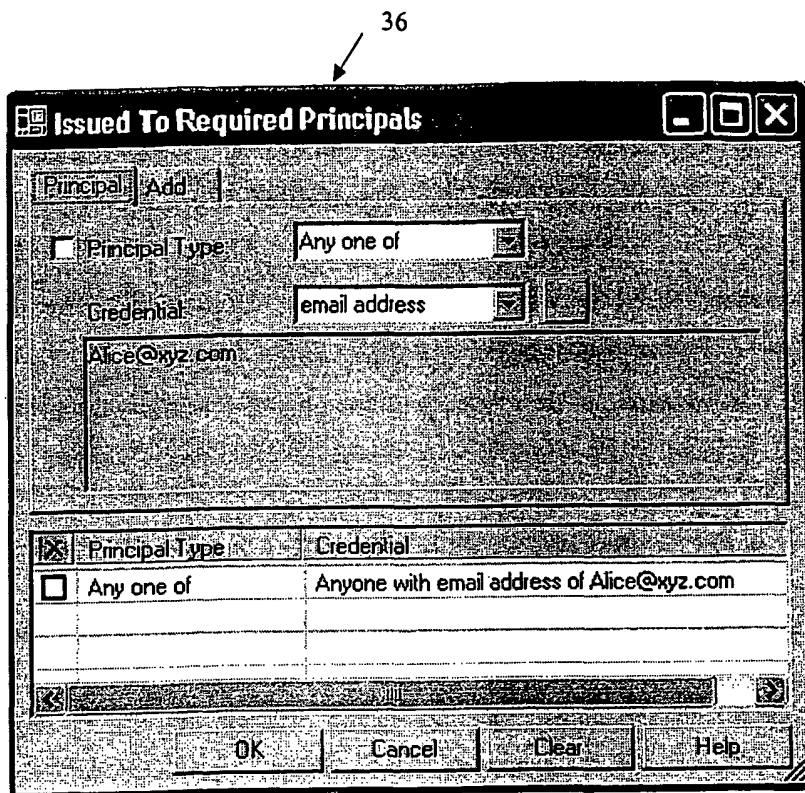 36
Issued To Required Principals
Principal Add
Principal Type Any one of
Credential email address
Alice@xyz.com
Principal Type Credential
Any one of Anyone with email address of Alice@xyz.com
OK Cancel Clear Help